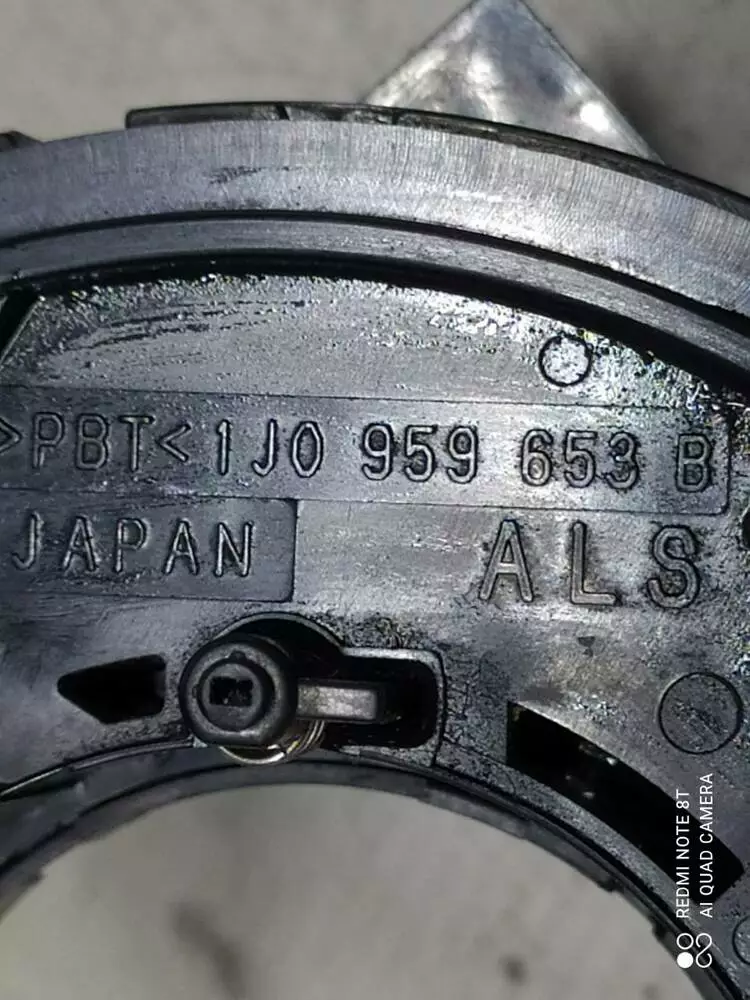 >PBT< 1J0 959 653 B
JAPAN
ALS
REDMI NOTE 8T
AI QUAD CAMERA